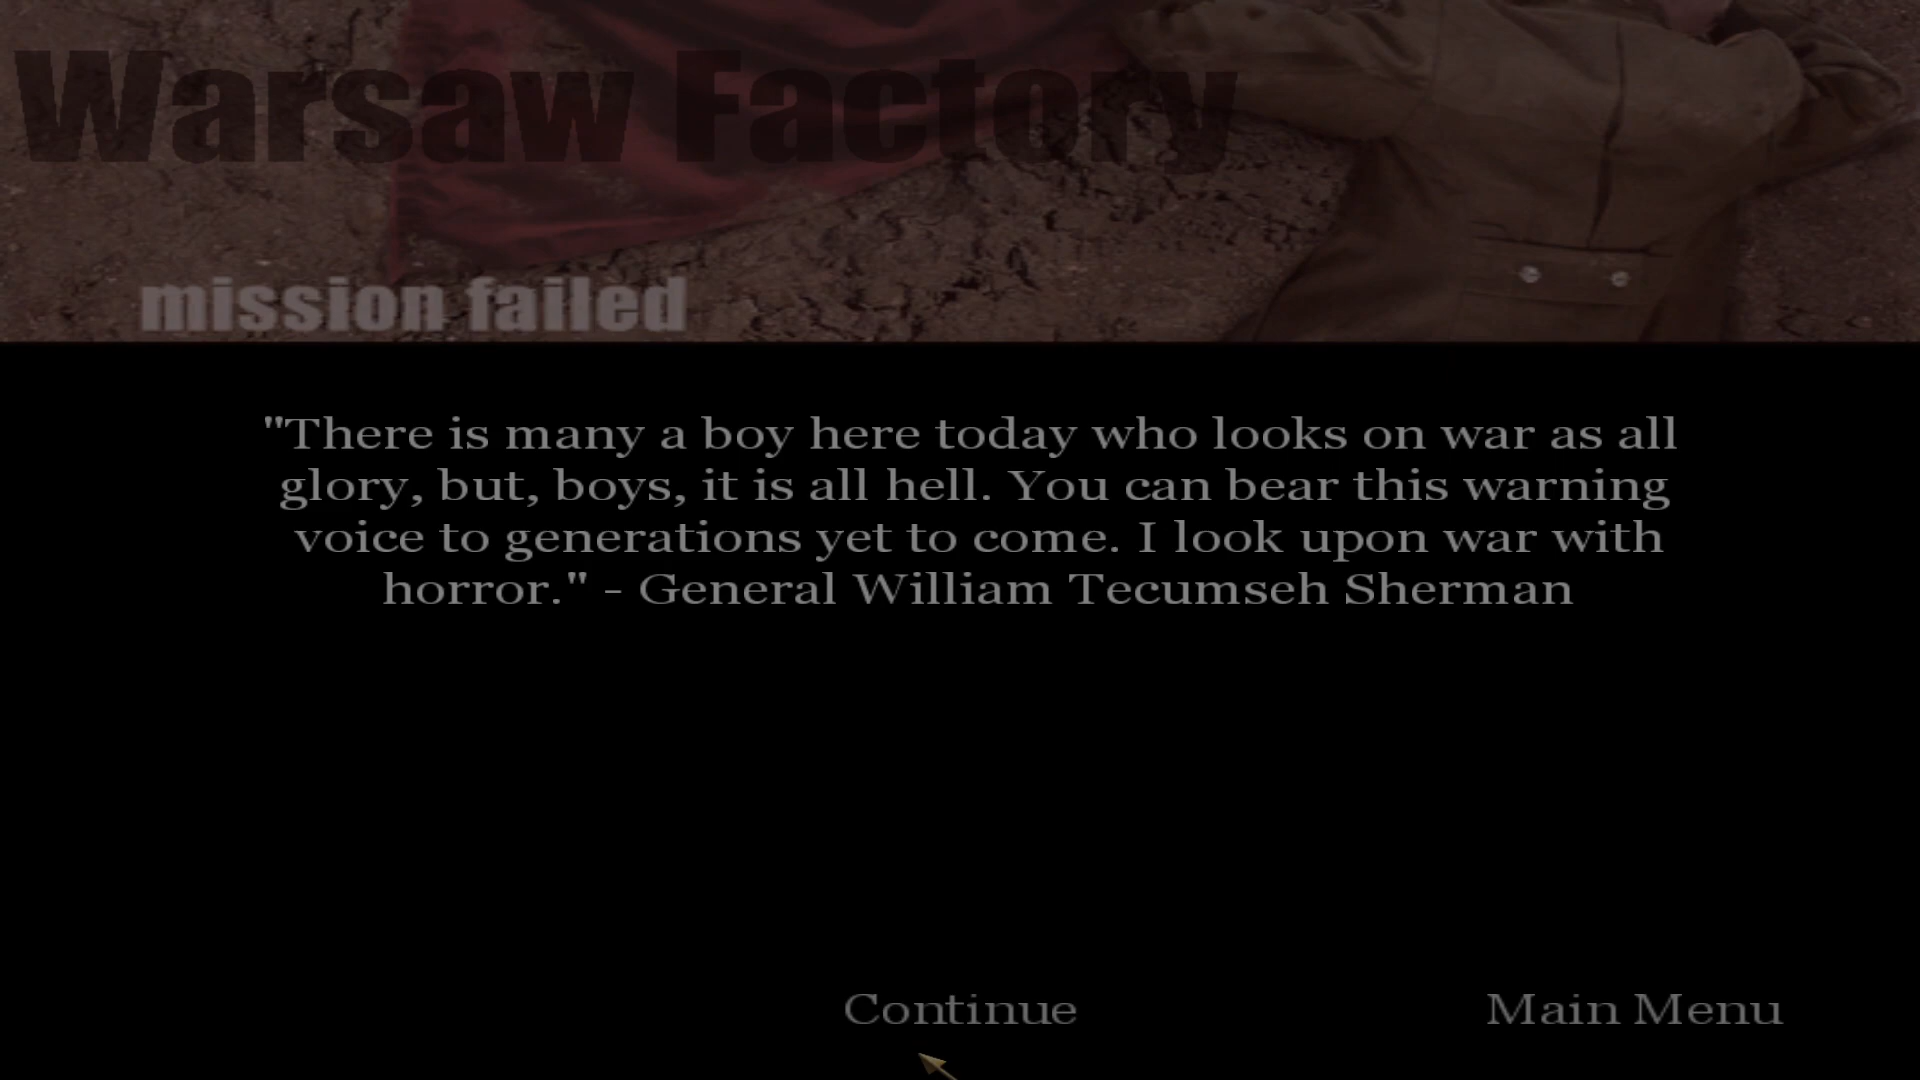 Warsaw Factory
mission failed
"There is many a boy here today who looks on war as all
glory, but, boys, it is all hell. You can bear this warning
voice to generations yet to come. I look upon war with
horror." - General William Tecumseh Sherman
Continue
Main Menu